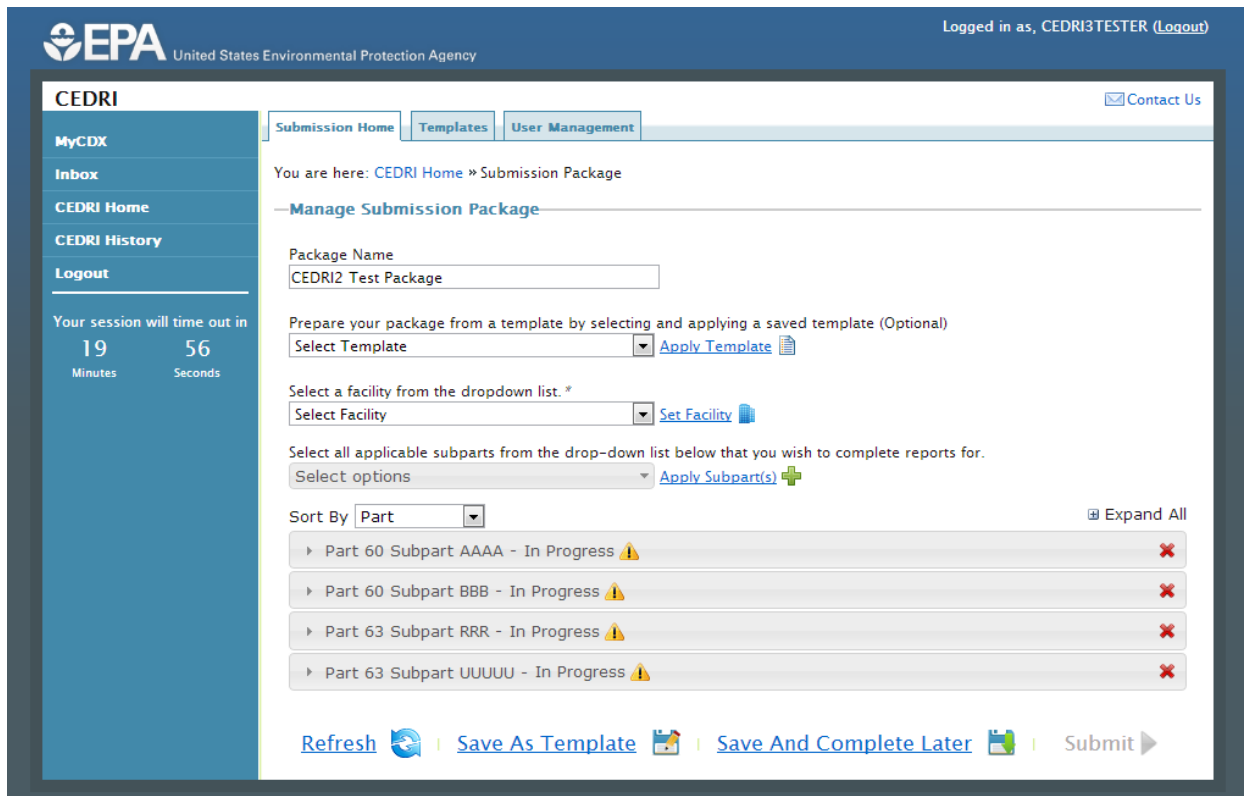 Logged in as, CEDRI3TESTER (Logout)
EPA United States Environmental Protection Agency
CEDRI
Contact Us
MyCDX
Inbox
CEDRI Home
CEDRI History
Logout
Your session will time out in
19 56
Minutes Seconds
Submission Home Templates User Management
You are here: CEDRI Home » Submission Package
Manage Submission Package
Package Name
CEDRI2 Test Package
Prepare your package from a template by selecting and applying a saved template (Optional)
Select Template Apply Template
Select a facility from the dropdown list. *
Select Facility Set Facility
Select all applicable subparts from the drop-down list below that you wish to complete reports for.
Select options Apply Subpart(s)
Sort By Part Expand All
Part 60 Subpart AAAA - In Progress
Part 60 Subpart BBB - In Progress
Part 63 Subpart RRR - In Progress
Part 63 Subpart UUUUU - In Progress
Refresh Save As Template Save And Complete Later Submit